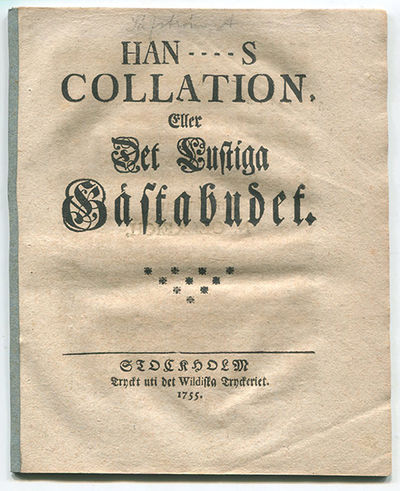 HAN ---- S
COLLATION.
Eller
Det Lustiga
Gästabudet.
STOCKHOLM
Tryckt uti det Wildiska Tryckeriet.
1755.